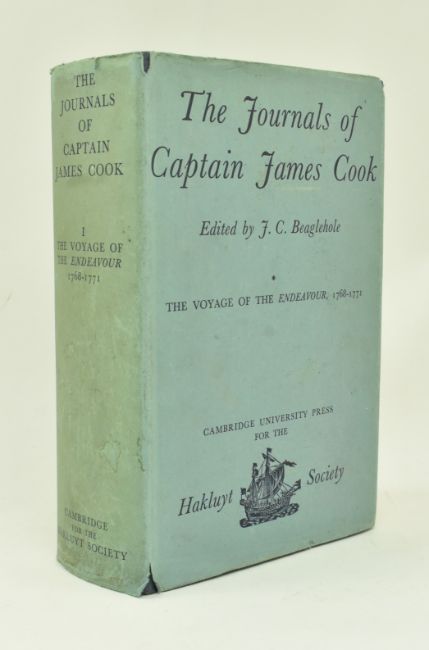 THE
JOURNALS
OF
CAPTAIN
JAMES COOK
I
THE VOYAGE OF
THE ENDEAVOUR
1768-1771
CAMBRIDGE
FOR THE
HAKLUYT SOCIETY
The Journals of
Captain James Cook
Edited by J. C. Beaglehole
THE VOYAGE OF THE ENDEAVOUR, 1768-1771
CAMBRIDGE UNIVERSITY PRESS
FOR THE
Hakluyt Society